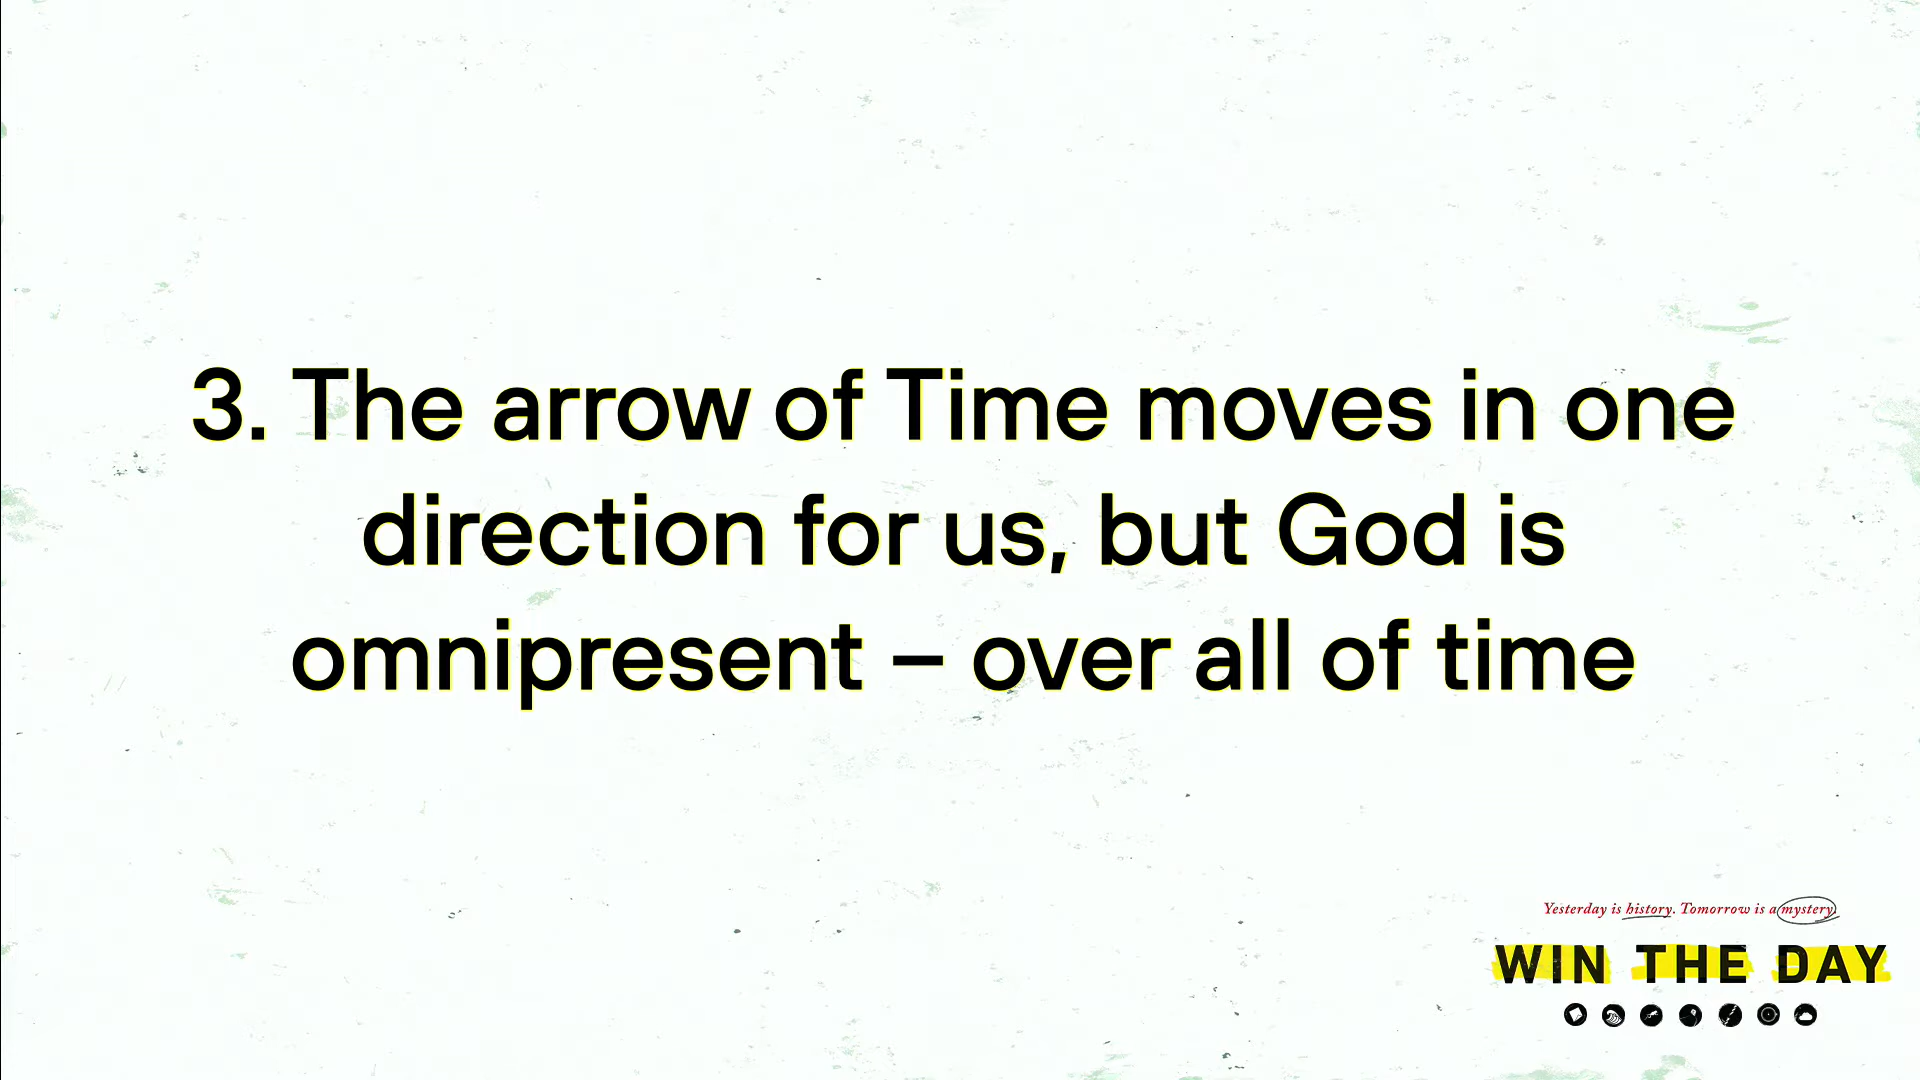 3. The arrow of Time moves in one
direction for us, but God is
omnipresent – over all of time
Yesterday is history. Tomorrow is a mystery.
WIN THE DAY